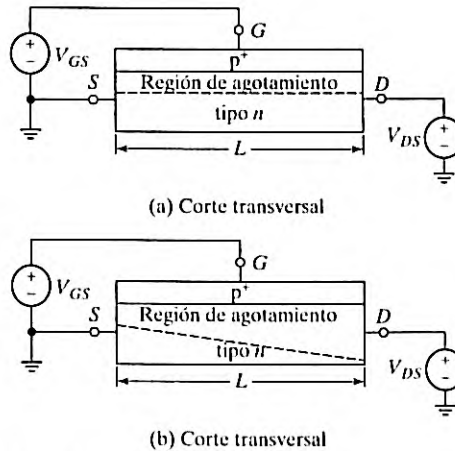 G
V_GS
S
p⁺
Región de agotamiento
tipo n
D
V_DS
L
(a) Corte transversal
G
V_GS
S
p⁺
Región de agotamiento
tipo n
D
V_DS
L
(b) Corte transversal